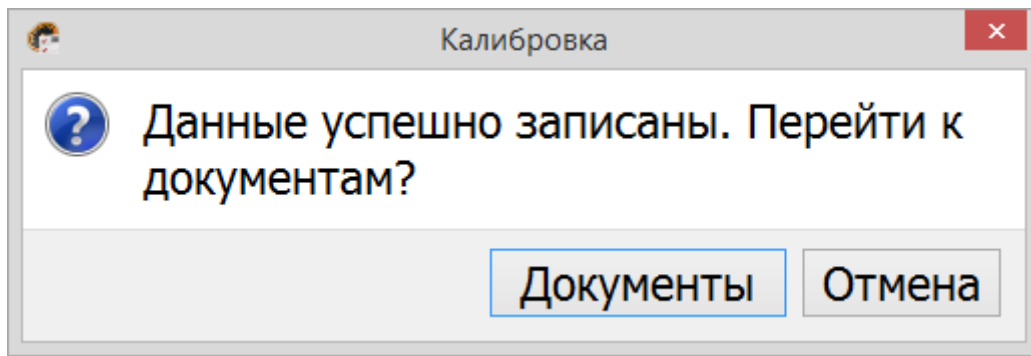 Калибровка
Данные успешно записаны. Перейти к
документам?
Документы Отмена